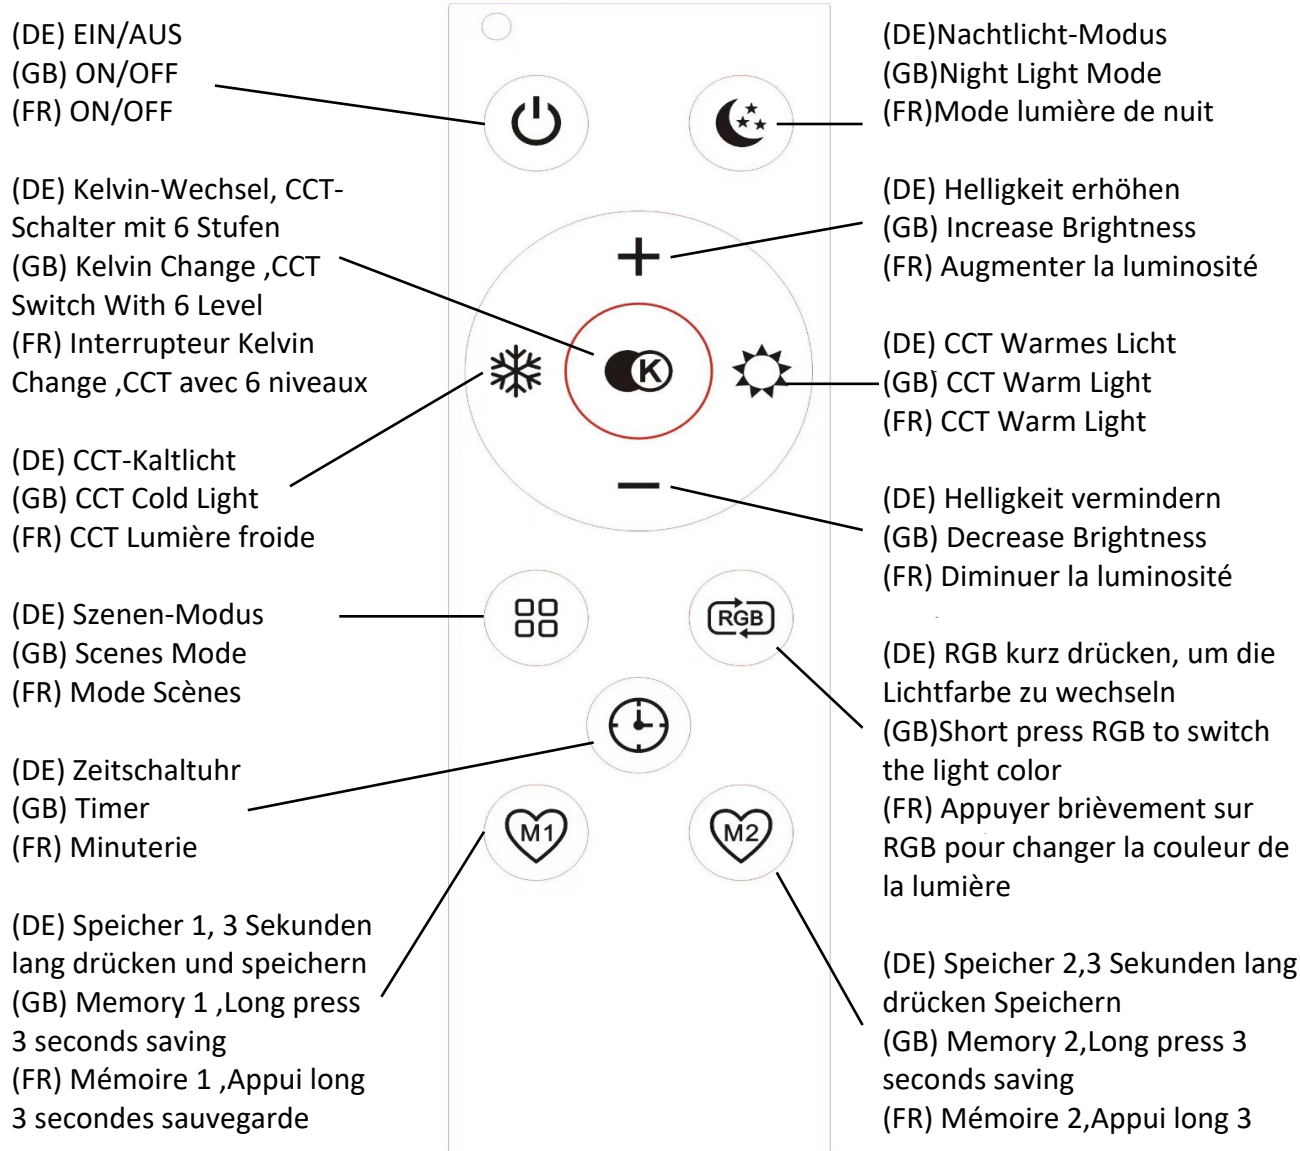 (DE) EIN/AUS
(GB) ON/OFF
(FR) ON/OFF
(DE) Kelvin-Wechsel, CCT-
Schalter mit 6 Stufen
(GB) Kelvin Change ,CCT
Switch With 6 Level
(FR) Interrupteur Kelvin
Change ,CCT avec 6 niveaux
(DE) CCT-Kaltlicht
(GB) CCT Cold Light
(FR) CCT Lumière froide
(DE) Szenen-Modus
(GB) Scenes Mode
(FR) Mode Scènes
(DE) Zeitschaltuhr
(GB) Timer
(FR) Minuterie
(DE) Speicher 1, 3 Sekunden
lang drücken und speichern
(GB) Memory 1 ,Long press
3 seconds saving
(FR) Mémoire 1 ,Appui long
3 secondes sauvegarde
K
RGB
M1
M2
(DE)Nachtlicht-Modus
(GB)Night Light Mode
(FR)Mode lumière de nuit
(DE) Helligkeit erhöhen
(GB) Increase Brightness
(FR) Augmenter la luminosité
(DE) CCT Warmes Licht
(GB) CCT Warm Light
(FR) CCT Warm Light
(DE) Helligkeit vermindern
(GB) Decrease Brightness
(FR) Diminuer la luminosité
(DE) RGB kurz drücken, um die
Lichtfarbe zu wechseln
(GB)Short press RGB to switch
the light color
(FR) Appuyer brièvement sur
RGB pour changer la couleur de
la lumière
(DE) Speicher 2,3 Sekunden lang
drücken Speichern
(GB) Memory 2,Long press 3
seconds saving
(FR) Mémoire 2,Appui long 3